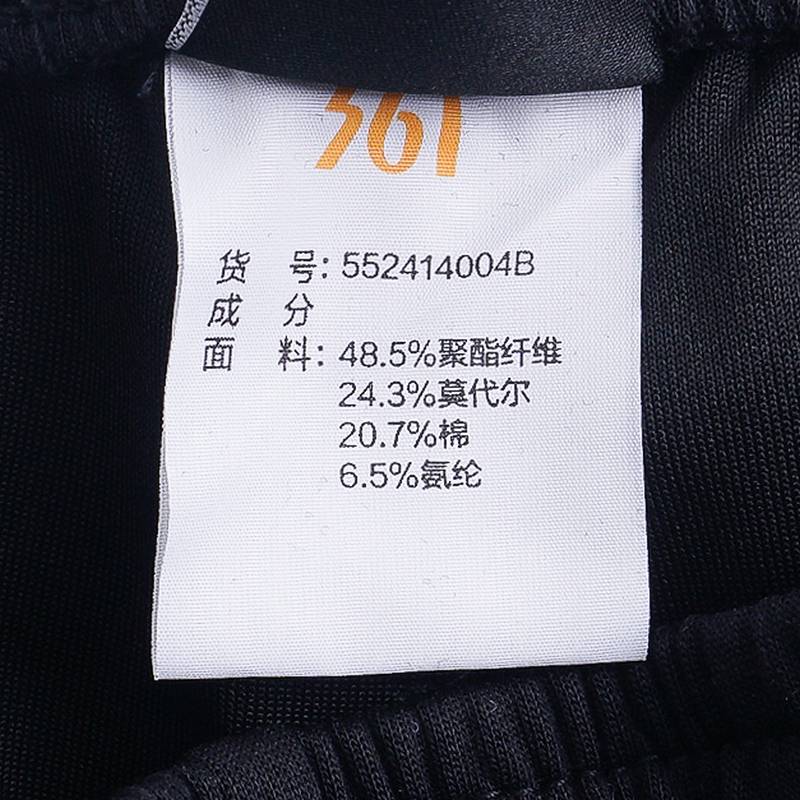 361
货 号: 552414004B
成 分
面 料: 48.5%聚酯纤维
24.3%莫代尔
20.7%棉
6.5%氨纶